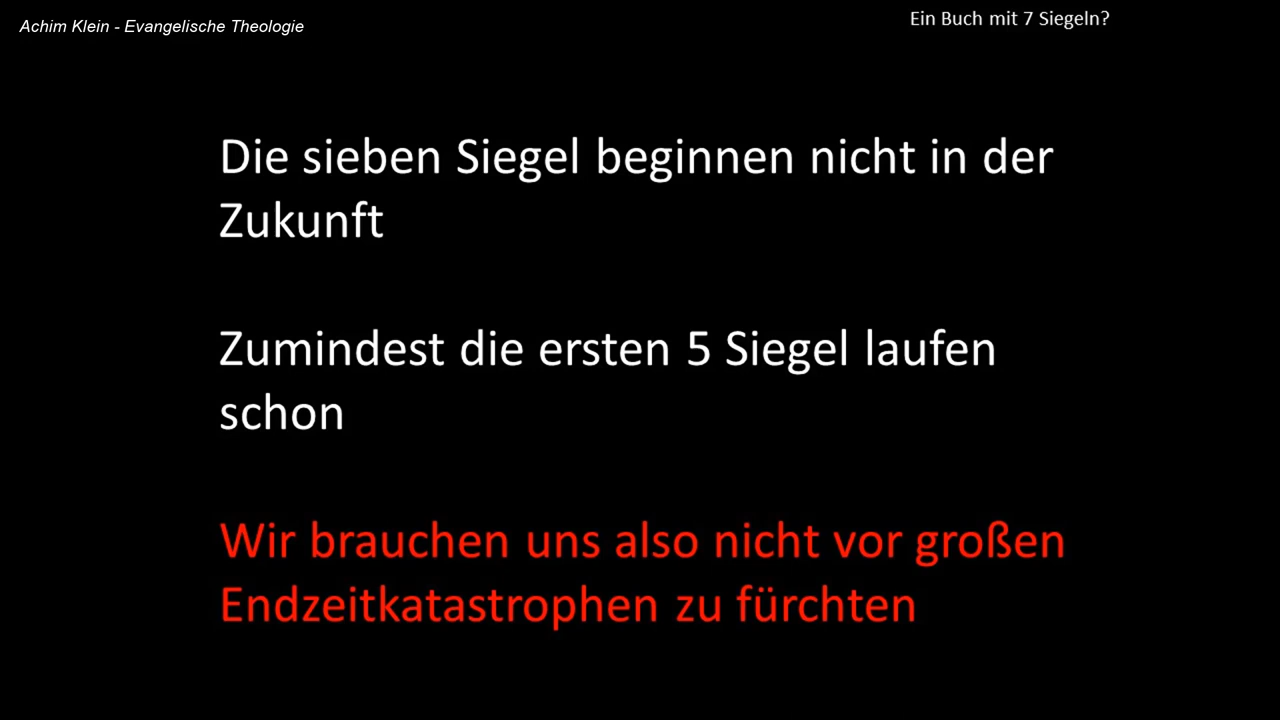 Achim Klein - Evangelische Theologie
Ein Buch mit 7 Siegeln?
Die sieben Siegel beginnen nicht in der
Zukunft
Zumindest die ersten 5 Siegel laufen
schon
Wir brauchen uns also nicht vor großen
Endzeitkatastrophen zu fürchten